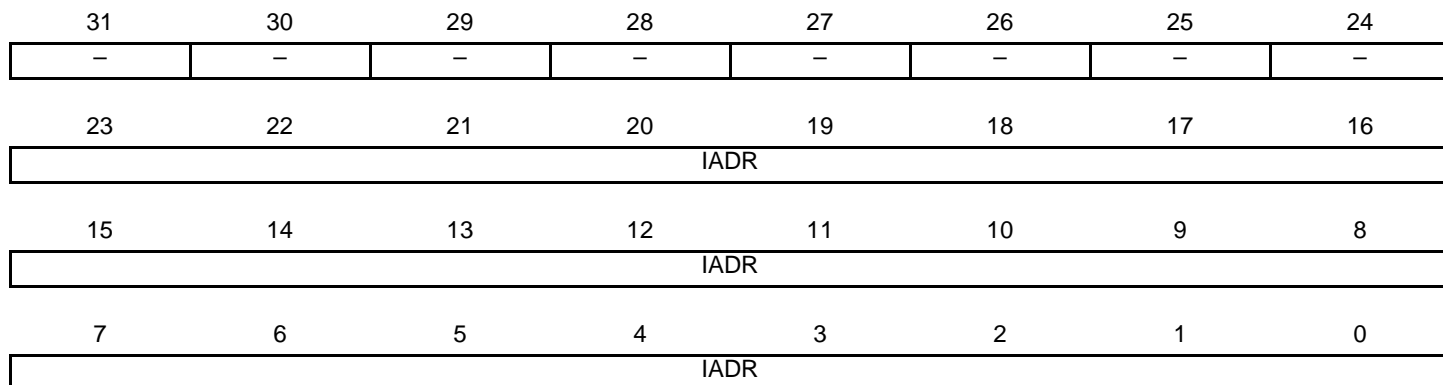 31 30 29 28 27 26 25 24
– – – – – – – –
23 22 21 20 19 18 17 16
IADR
15 14 13 12 11 10 9 8
IADR
7 6 5 4 3 2 1 0
IADR